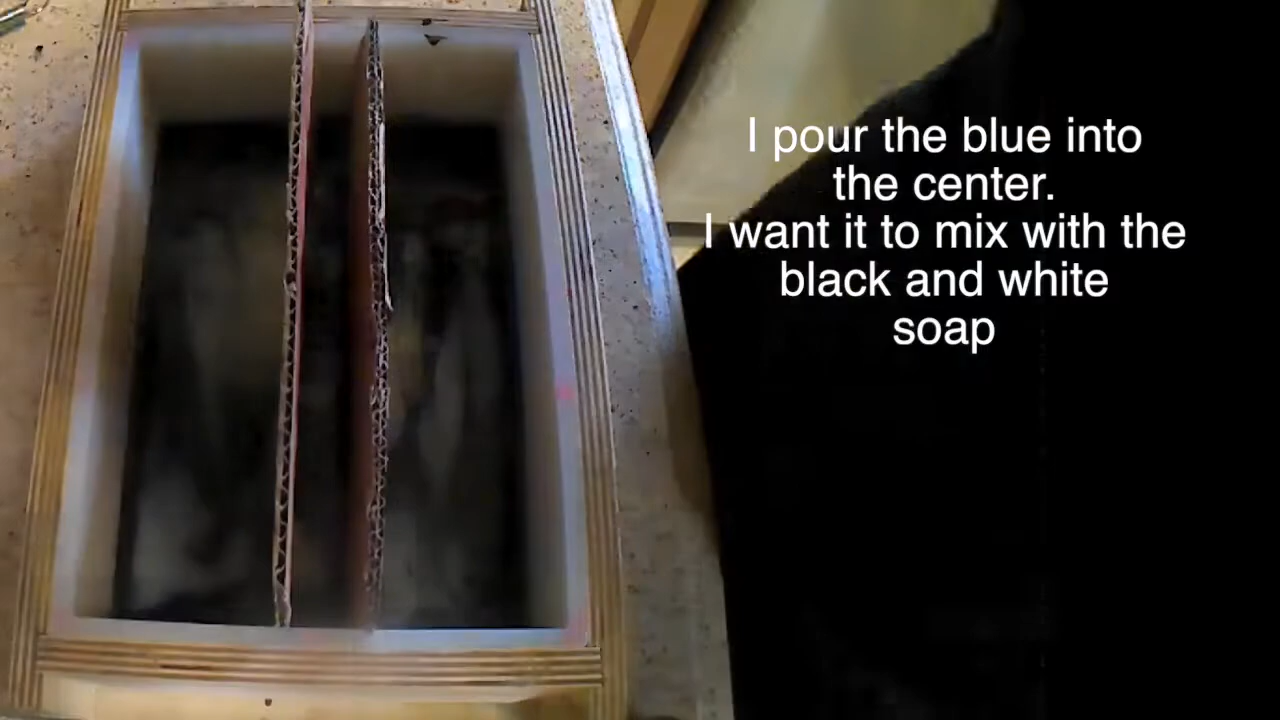 I pour the blue into
the center.
I want it to mix with the
black and white
soap